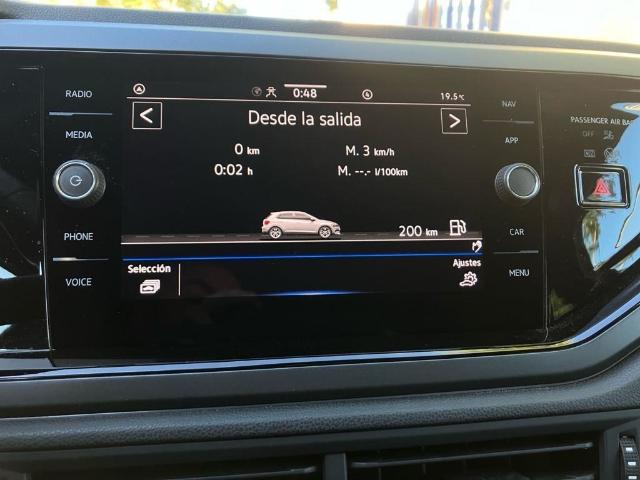 RADIO
MEDIA
PHONE
VOICE
0:48
19.5 °C
Desde la salida
0 km
M. 3 km/h
0:02 h
M. --.- l/100km
200 km
Selección
Ajustes
NAV
APP
CAR
MENU
PASSENGER AIR BAG
OFF